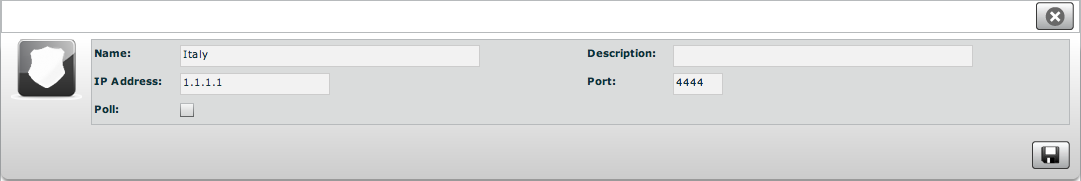 Name: Italy Description:
IP Address: 1.1.1.1 Port: 4444
Poll: